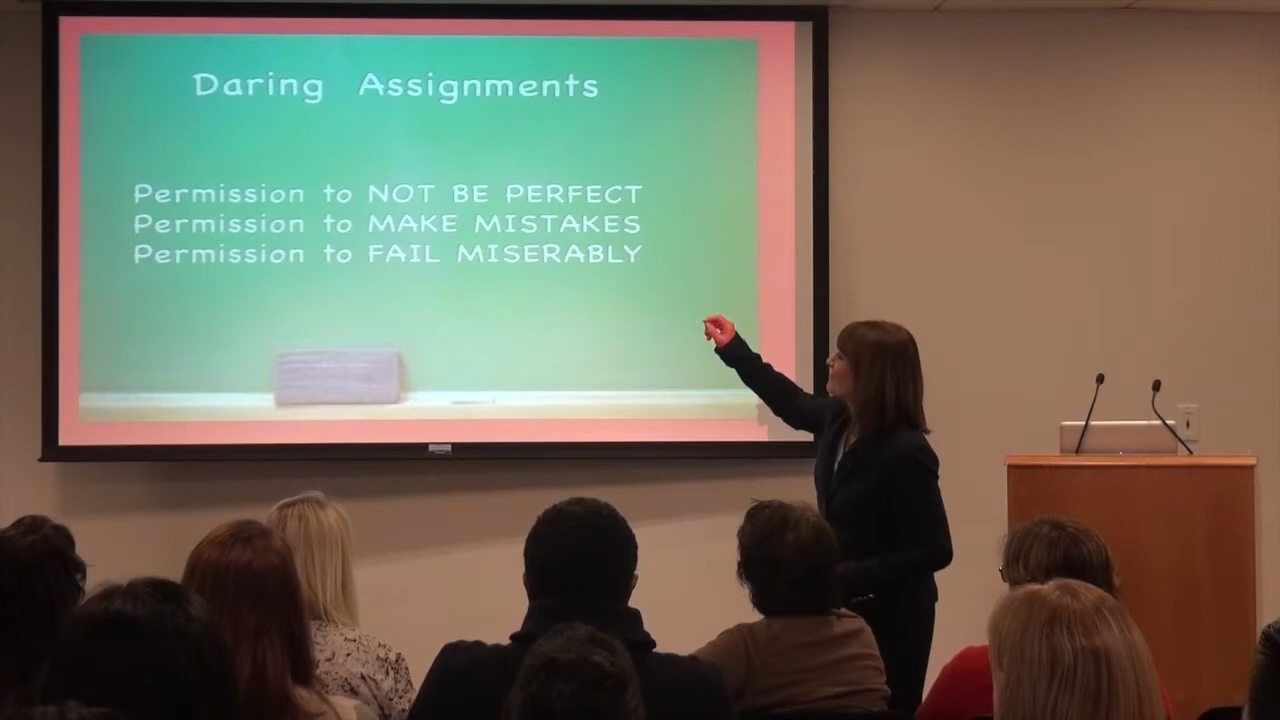 Daring Assignments
Permission to NOT BE PERFECT
Permission to MAKE MISTAKES
Permission to FAIL MISERABLY